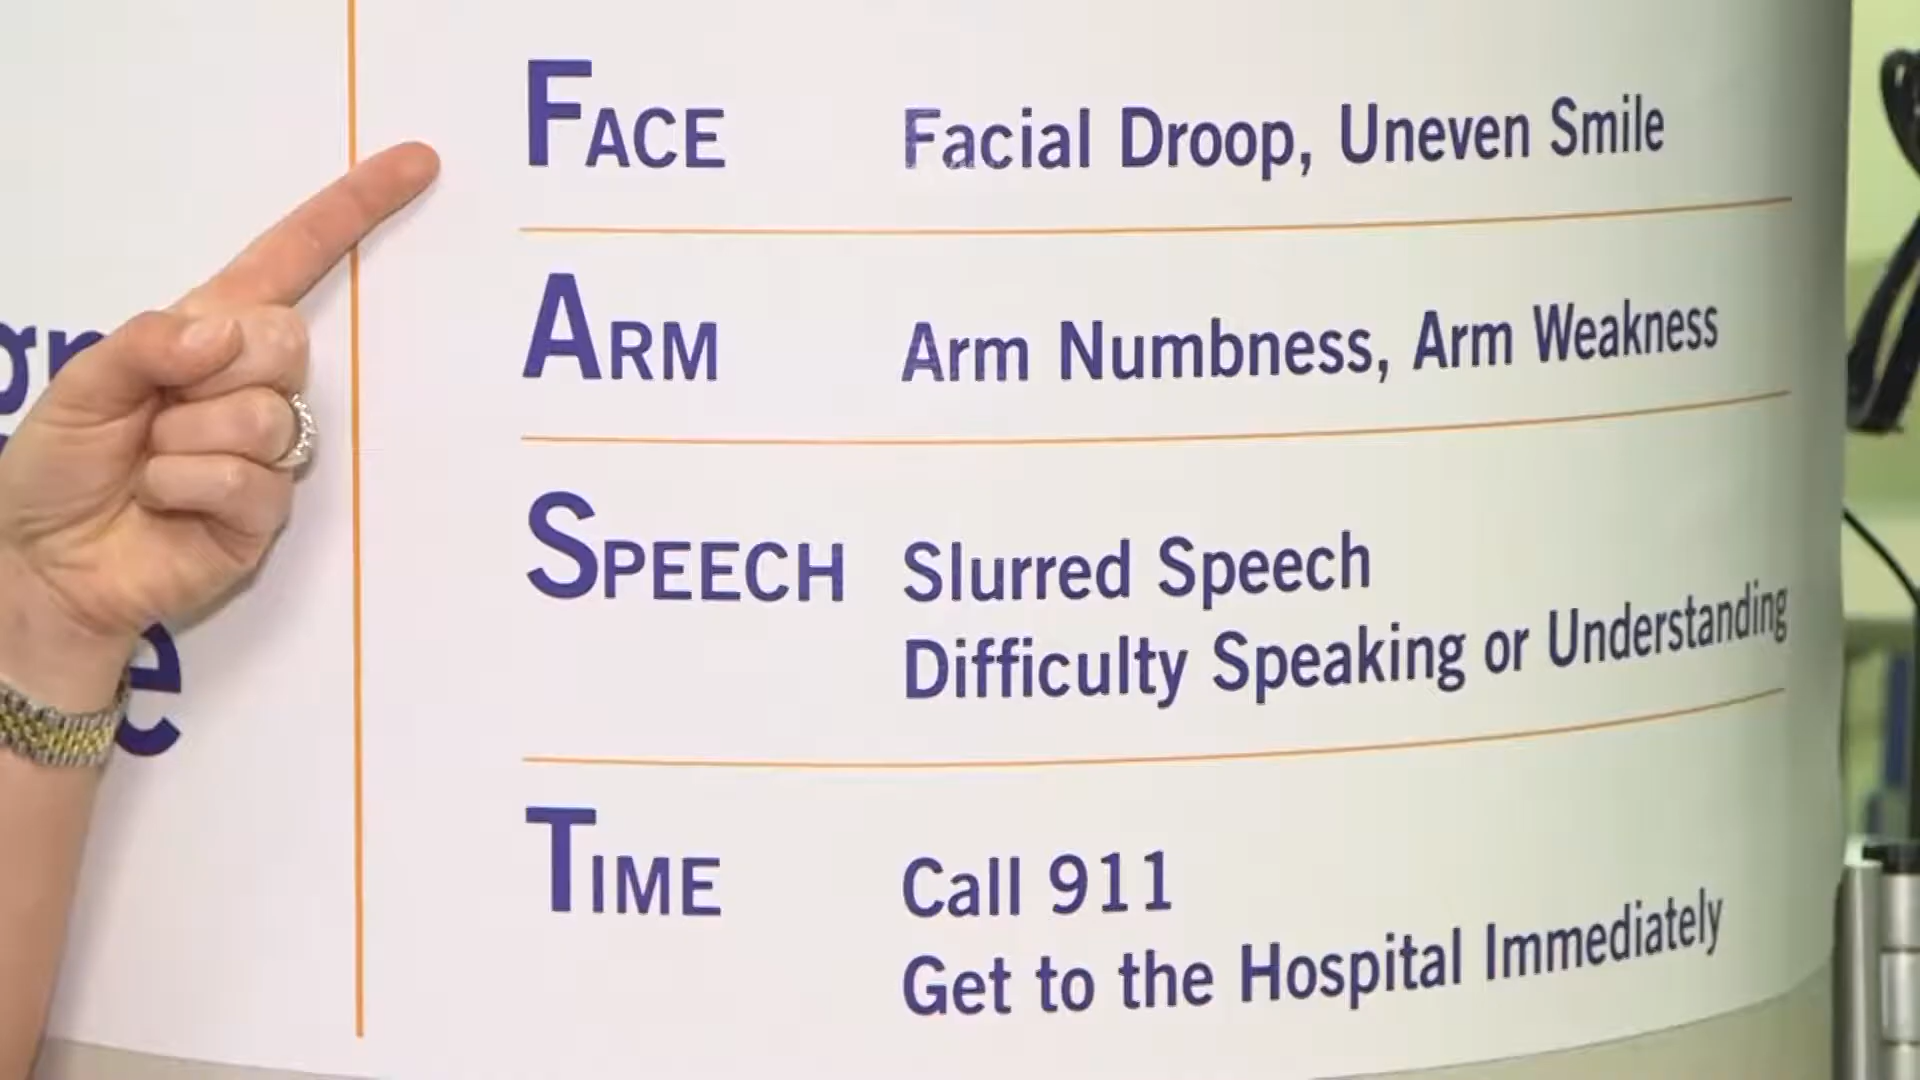 FACE Facial Droop, Uneven Smile
ARM Arm Numbness, Arm Weakness
SPEECH Slurred Speech
Difficulty Speaking or Understanding
TIME Call 911
Get to the Hospital Immediately